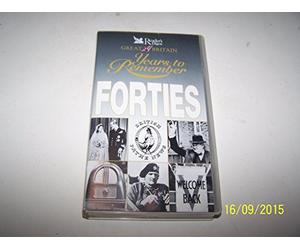 Reader's Digest
GREAT BRITAIN
Years to
Remember
FORTIES
BRITISH
PATHE NEWS
WELCOME
BACK
16/09/2015